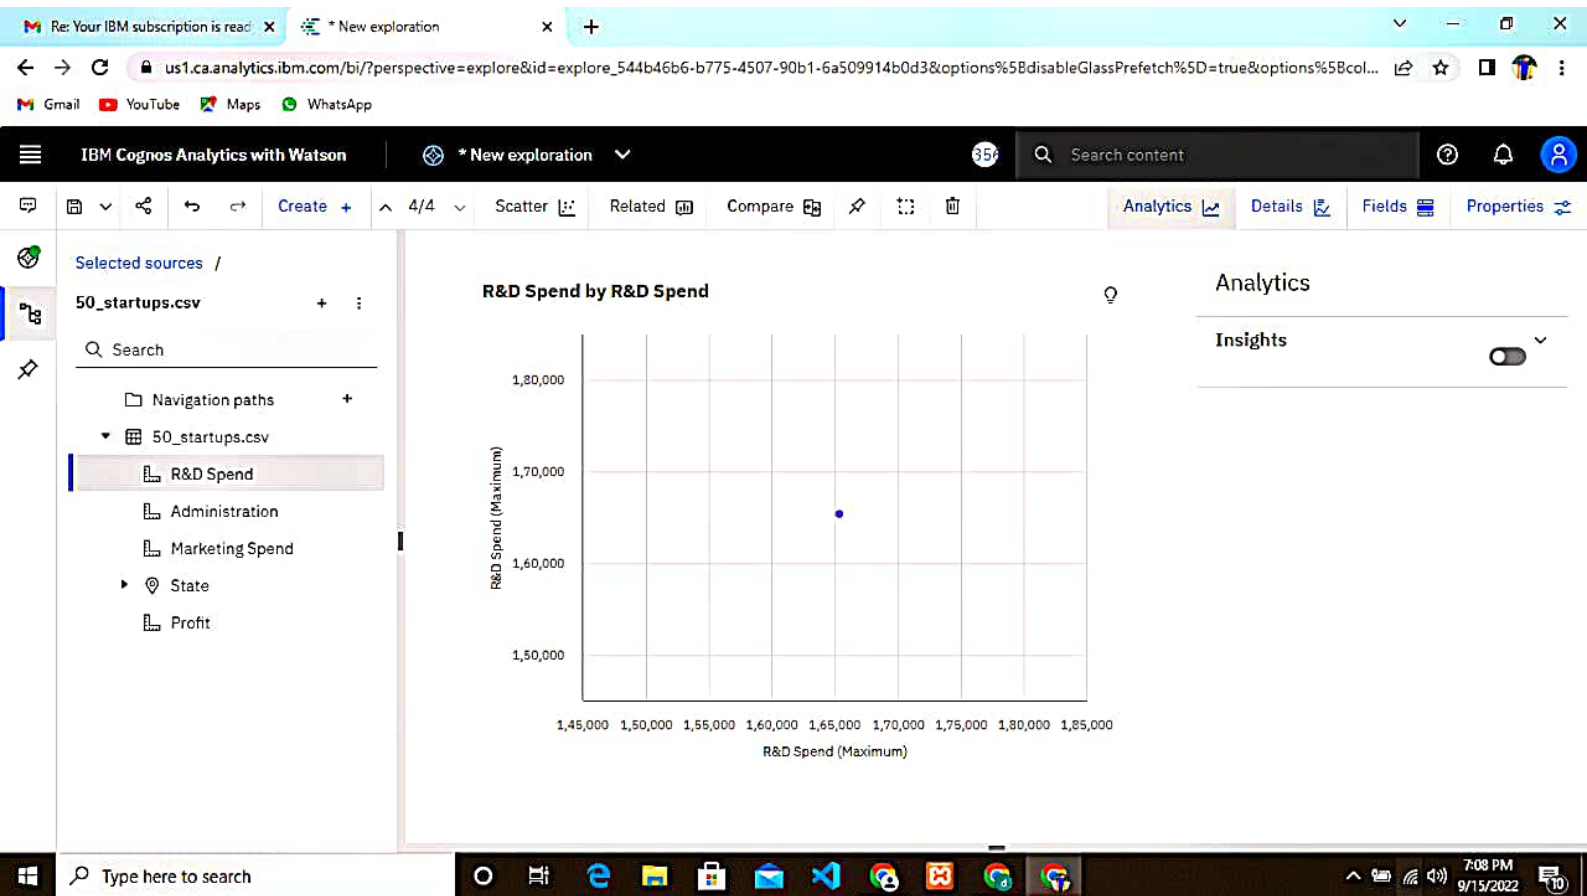 Re: Your IBM subscription is read
* New exploration
us1.ca.analytics.ibm.com/bi/?perspective=explore&id=explore_544b46b6-b775-4507-90b1-6a509914b0d3&options%5BdisableGlassPrefetch%5D=true&options%5Bcol...
Gmail YouTube Maps WhatsApp
IBM Cognos Analytics with Watson * New exploration 356 Search content
Create + 4/4 Scatter Related Compare Analytics Details Fields Properties
Selected sources /
50_startups.csv
Search
Navigation paths
50_startups.csv
R&D Spend
Administration
Marketing Spend
State
Profit
R&D Spend by R&D Spend
R&D Spend (Maximum)
1,80,000
1,70,000
1,60,000
1,50,000
1,45,000 1,50,000 1,55,000 1,60,000 1,65,000 1,70,000 1,75,000 1,80,000 1,85,000
R&D Spend (Maximum)
Analytics
Insights
Type here to search
7:08 PM
9/15/2022
10